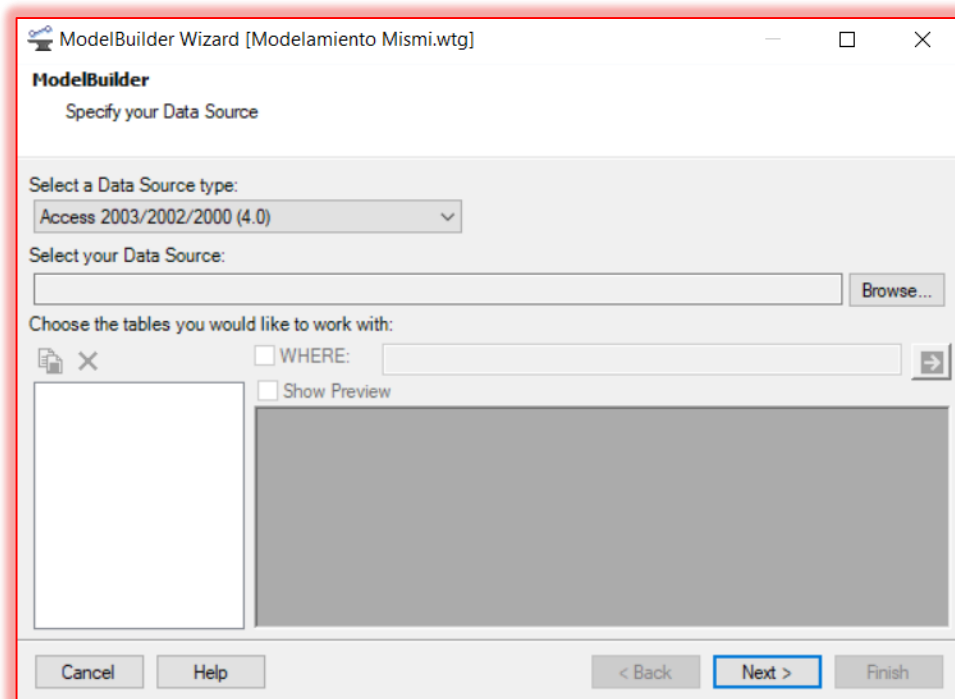 ModelBuilder Wizard [Modelamiento Mismi.wtg]
ModelBuilder
Specify your Data Source
Select a Data Source type:
Access 2003/2002/2000 (4.0)
Select your Data Source:
Browse...
Choose the tables you would like to work with:
WHERE:
Show Preview
Cancel Help < Back Next > Finish